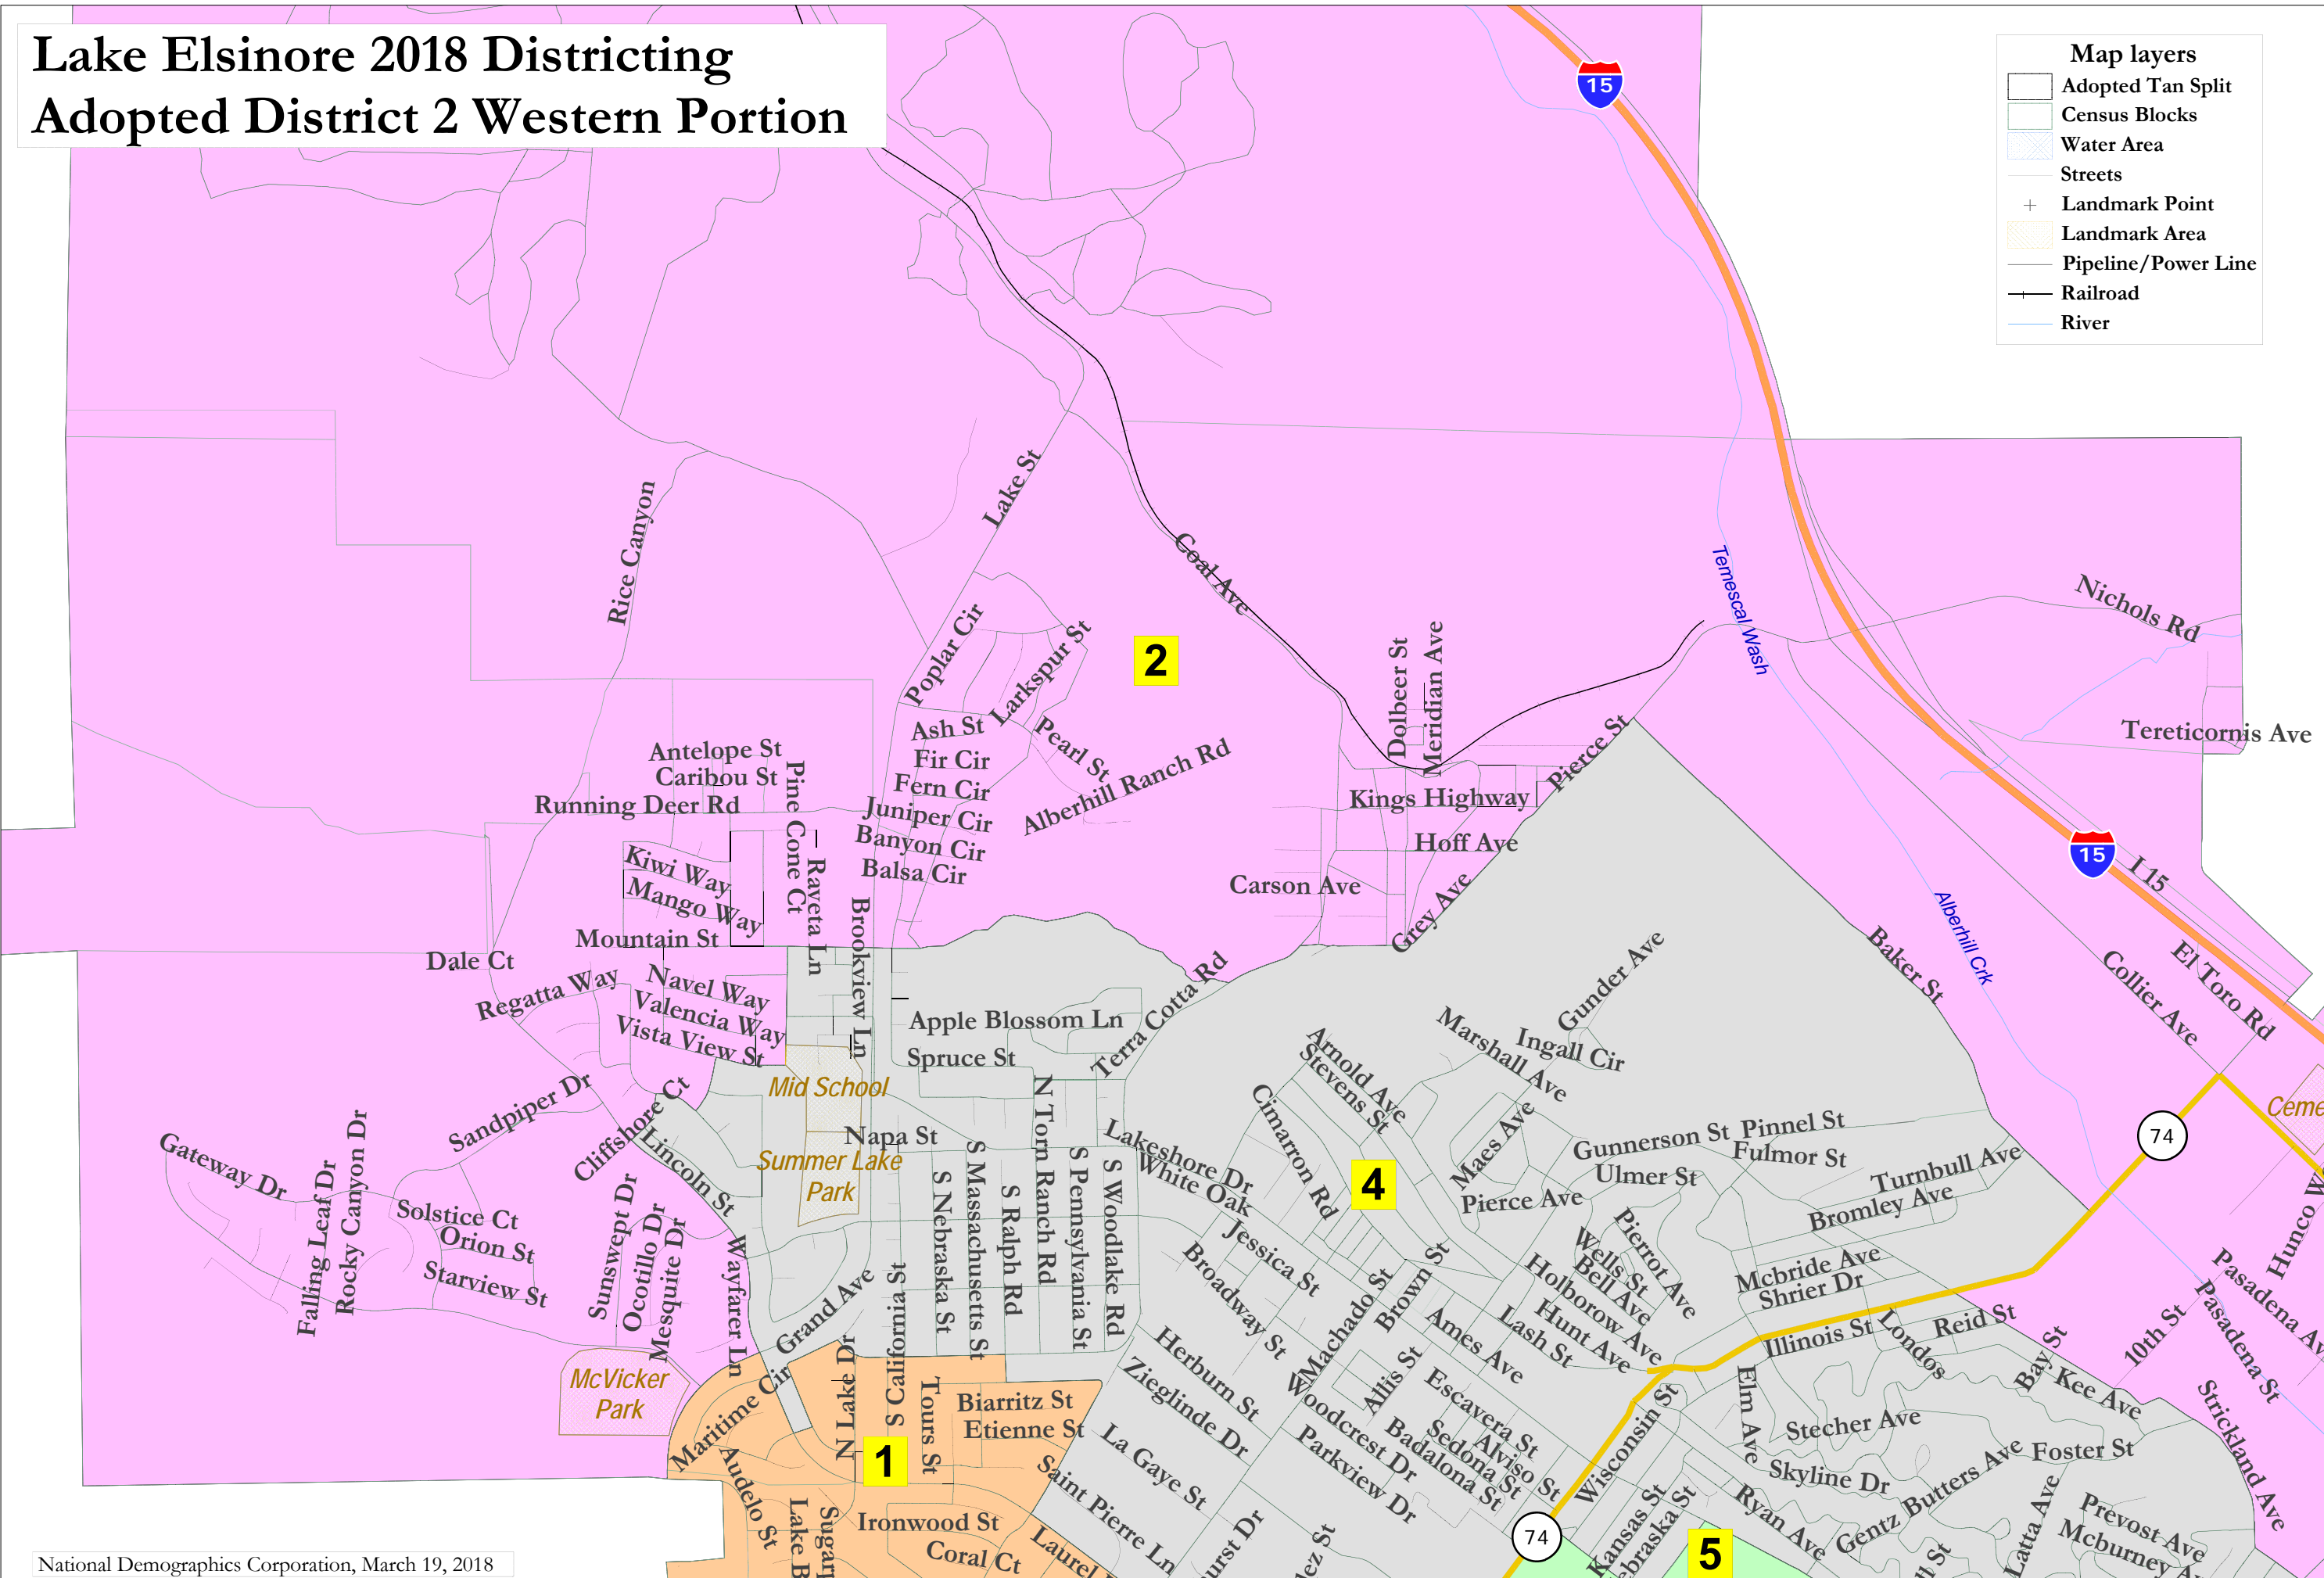 Lake Elsinore 2018 Districting
Adopted District 2 Western Portion
Map layers
Adopted Tan Split
Census Blocks
Water Area
Streets
Landmark Point
Landmark Area
Pipeline/Power Line
Railroad
River
15
Lake St
Rice Canyon
Coal Ave
Temescal Wash
Nichols Rd
Tereticornis Ave
2
Poplar Cir
Larkspur St
Ash St
Pearl St
Fir Cir
Fern Cir
Juniper Cir
Banyon Cir
Balsa Cir
Alberhill Ranch Rd
Dolbeer St
Meridian Ave
Pierce St
Kings Highway
Hoff Ave
Carson Ave
Grey Ave
Antelope St
Caribou St
Running Deer Rd
Pine Cone Ct
Raveta Ln
Brookview Ln
Kiwi Way
Mango Way
Mountain St
Dale Ct
Regatta Way
Navel Way
Valencia Way
Vista View St
15
I 15
Alberhill Crk
El Toro Rd
Collier Ave
Baker St
Apple Blossom Ln
Spruce St
Terra Cotta Rd
Gunder Ave
Marshall Ave
Ingall Cir
Arnold Ave
Stevens St
Cimarron Rd
Maes Ave
Gunnerson St
Pinnel St
Fulmor St
Ulmer St
Pierce Ave
Turnbull Ave
Bromley Ave
74
Mid School
Summer Lake
Park
Napa St
Sandpiper Dr
Cliffshore Ct
Lincoln St
Gateway Dr
Falling Leaf Dr
Rocky Canyon Dr
Solstice Ct
Orion St
Starview St
Sunswept Dr
Ocotillo Dr
Mesquite Dr
Wayfarer Ln
Grand Ave
N Torn Ranch Rd
S Nebraska St
S Massachusetts St
S Ralph Rd
S Pennsylvania St
S Woodlake Rd
S California St
N Lake Dr
Lakeshore Dr
White Oak
4
Jessica St
Broadway St
Machado St
Brown St
Wells St
Bell Ave
Pierrot Ave
Holborow Ave
Hunt Ave
Lash St
Ames Ave
Mcbride Ave
Shrier Dr
Illinois St
Londos
Reid St
Bay St
Kee Ave
10th St
Pasadena St
Hunco
Strickland Ave
McVicker
Park
Maritime Cir
Audelo St
1
Tours St
Biarritz St
Etienne St
Ironwood St
Coral Ct
Saint Pierre Ln
La Gaye St
Herburn St
Zieglinde Dr
Allis St
Woodcrest Dr
Parkview Dr
Escavera St
Alviso St
Sedona St
Badalona St
Wisconsin St
Elm Ave
Stecher Ave
Skyline Dr
Ryan Ave
Gentz
Butters Ave
Foster St
Latta Ave
Prevost Ave
Mcburney
Kansas St
74
5
National Demographics Corporation, March 19, 2018